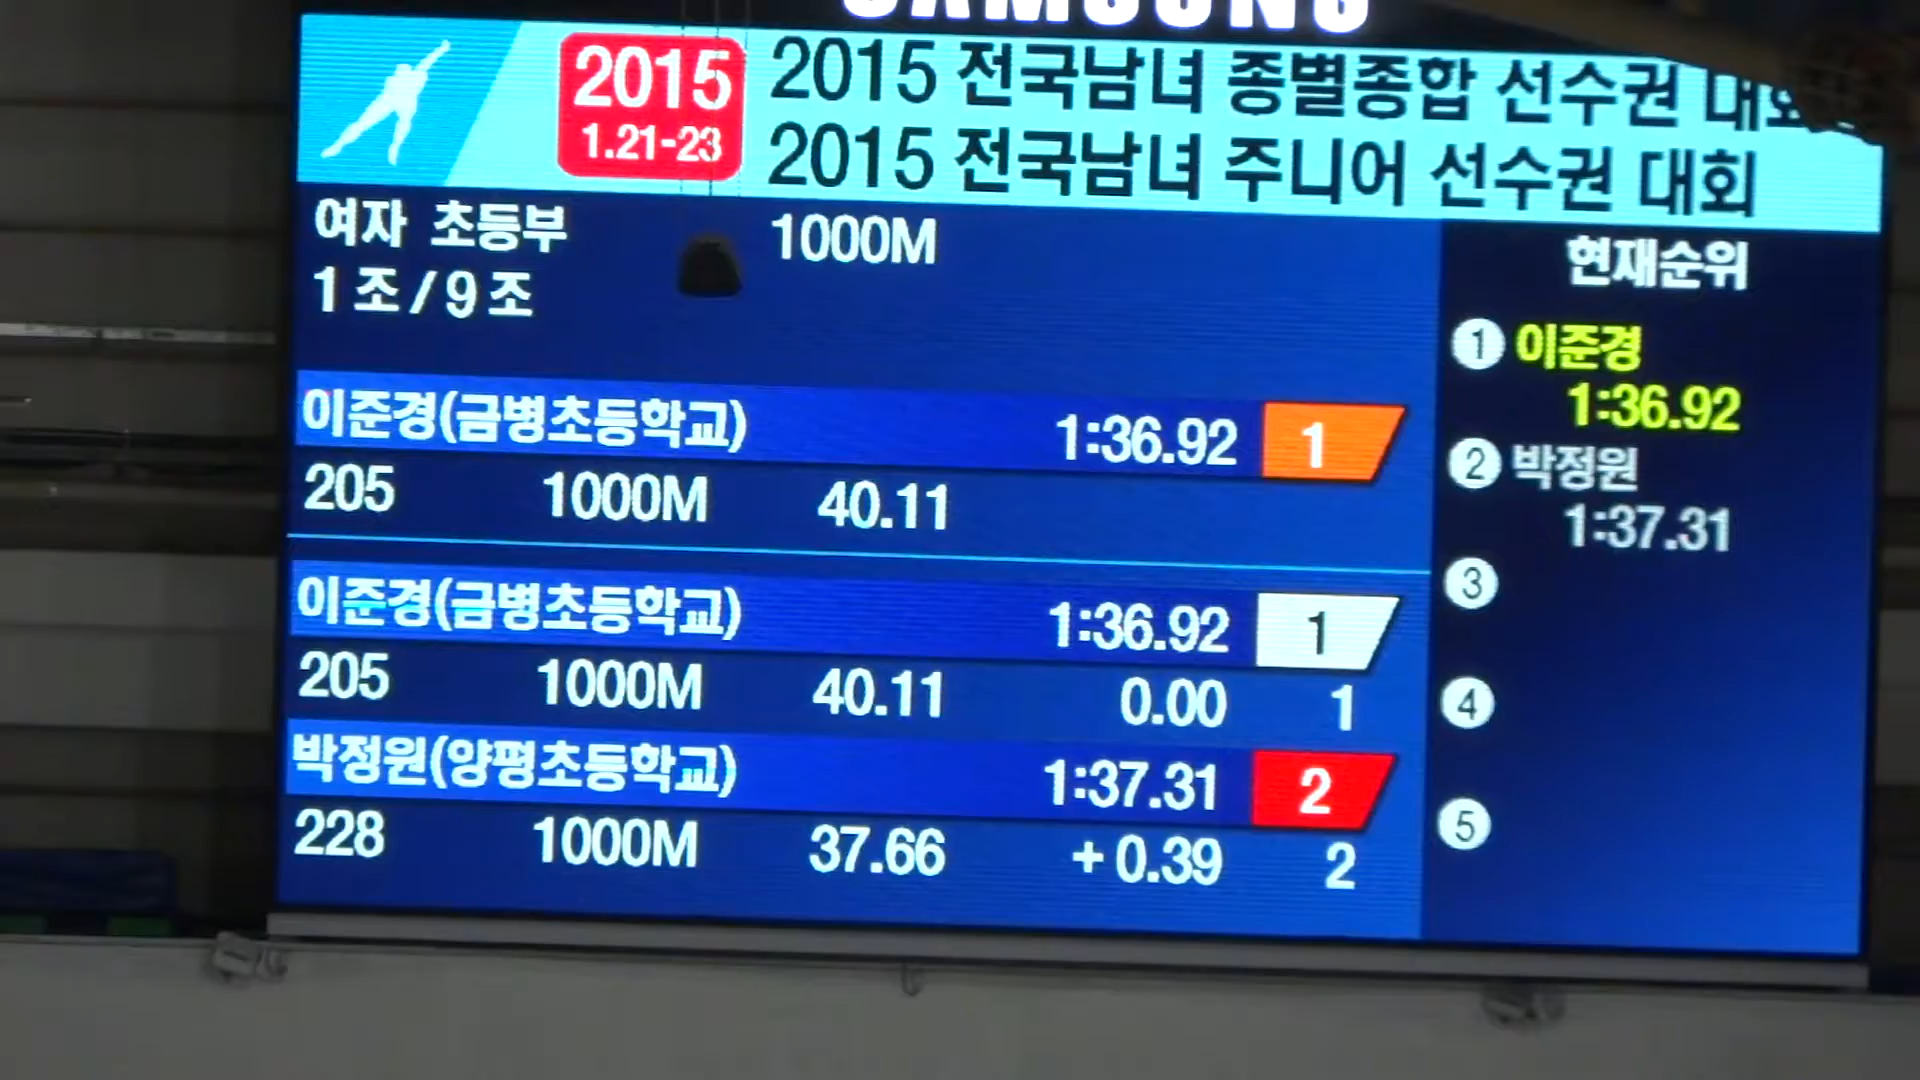 SAMSUNG
2015
1.21-23
2015 전국남녀 종별종합 선수권 대회
2015 전국남녀 주니어 선수권 대회
여자 초등부 1000M
1 조 / 9 조
이준경(금병초등학교) 1:36.92 1
205 1000M 40.11
이준경(금병초등학교) 1:36.92 1
205 1000M 40.11 0.00 1
박정원(양평초등학교) 1:37.31 2
228 1000M 37.66 +0.39 2
현재순위
1 이준경
1:36.92
2 박정원
1:37.31
3
4
5